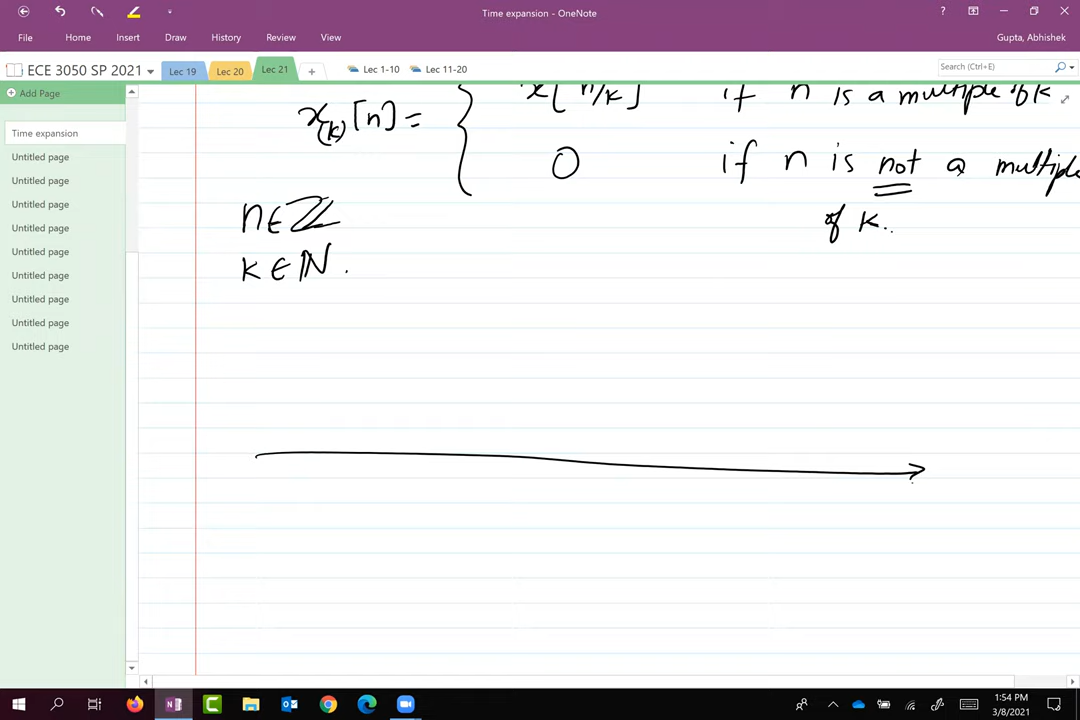 Time expansion - OneNote
?
File Home Insert Draw History Review View
Gupta, Abhishek
ECE 3050 SP 2021 Lec 19 Lec 20 Lec 21 + Lec 1-10 Lec 11-20
Search (Ctrl+E)
Add Page
Time expansion
Untitled page
Untitled page
Untitled page
Untitled page
Untitled page
Untitled page
Untitled page
Untitled page
Untitled page
x[n/k] if n is a multiple of k
x(k)[n] = {
0 if n is not a multiple
of k.
n∈ℤ
k∈ℕ.
1:54 PM
3/8/2021